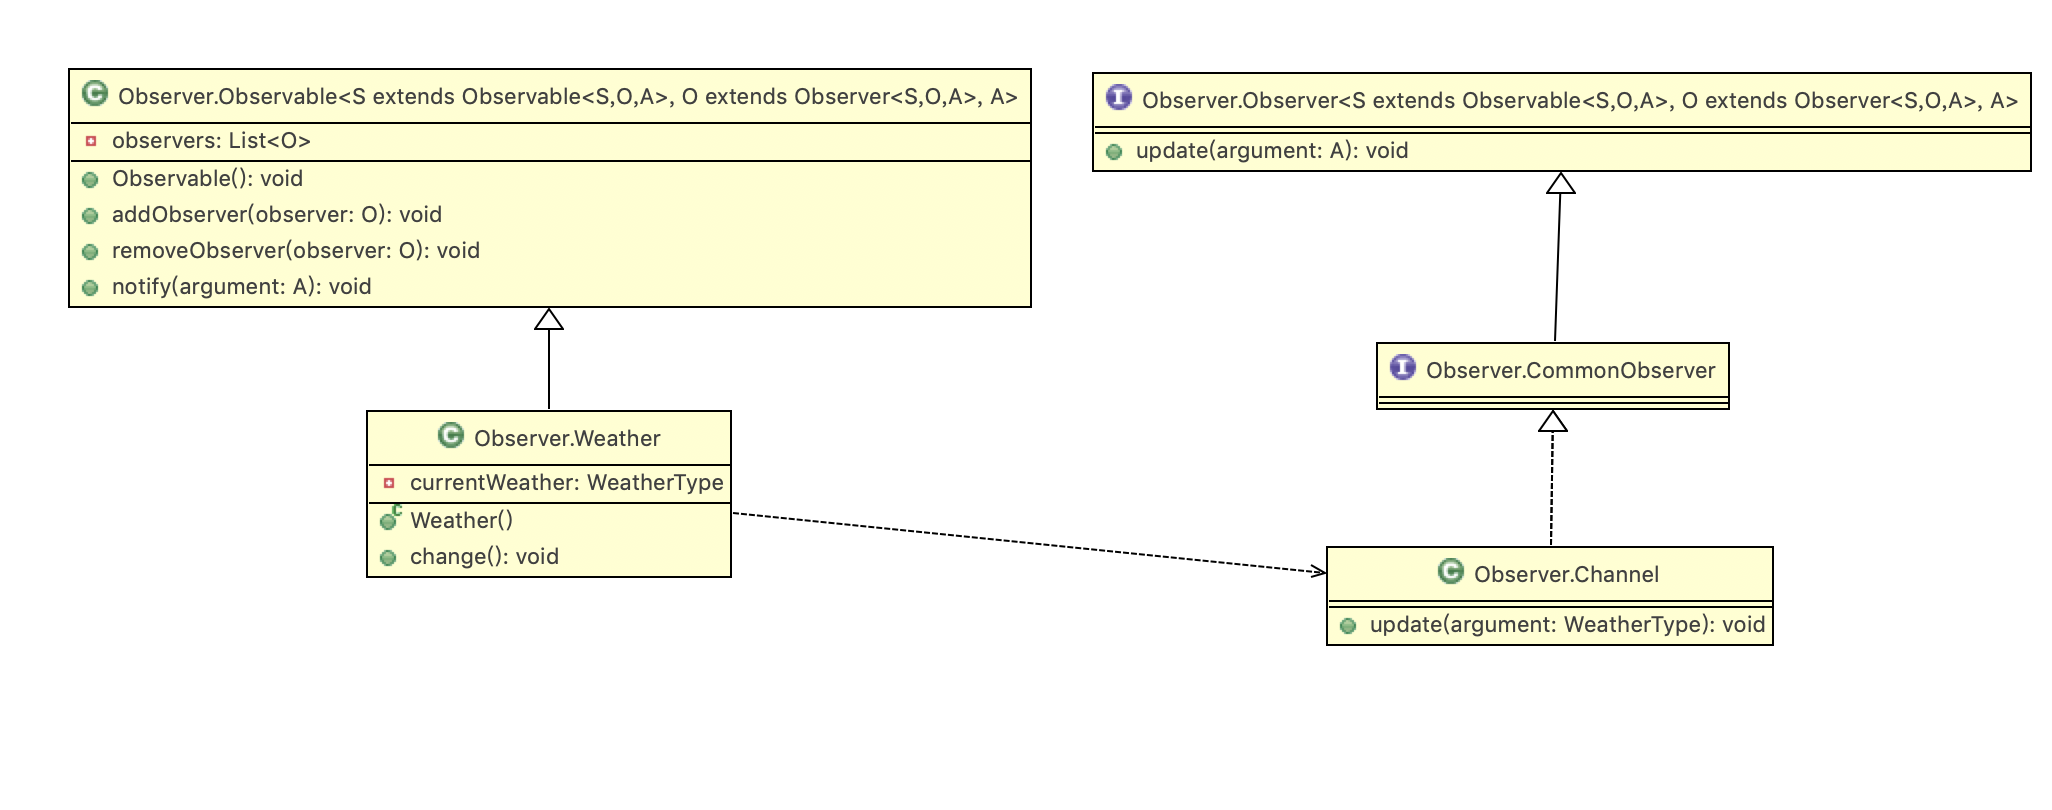 Observer.Observable<S extends Observable<S,O,A>, O extends Observer<S,O,A>, A>
observers: List<O>
Observable(): void
addObserver(observer: O): void
removeObserver(observer: O): void
notify(argument: A): void
Observer.Observer<S extends Observable<S,O,A>, O extends Observer<S,O,A>, A>
update(argument: A): void
Observer.CommonObserver
Observer.Weather
currentWeather: WeatherType
Weather()
change(): void
Observer.Channel
update(argument: WeatherType): void